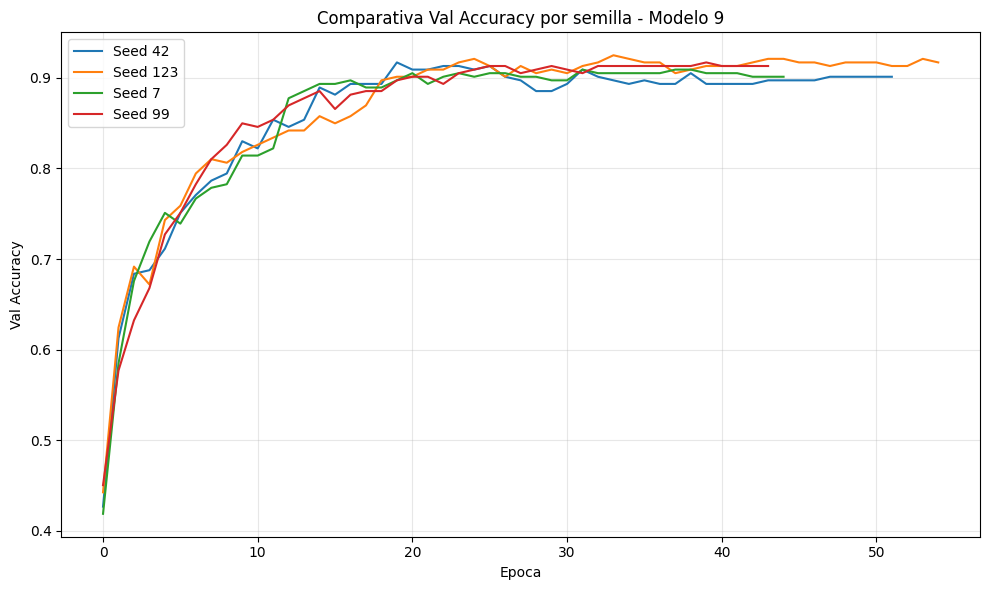 Comparativa Val Accuracy por semilla - Modelo 9
Seed 42
Seed 123
Seed 7
Seed 99
Val Accuracy
0.9
0.8
0.7
0.6
0.5
0.4
0 10 20 30 40 50
Epoca